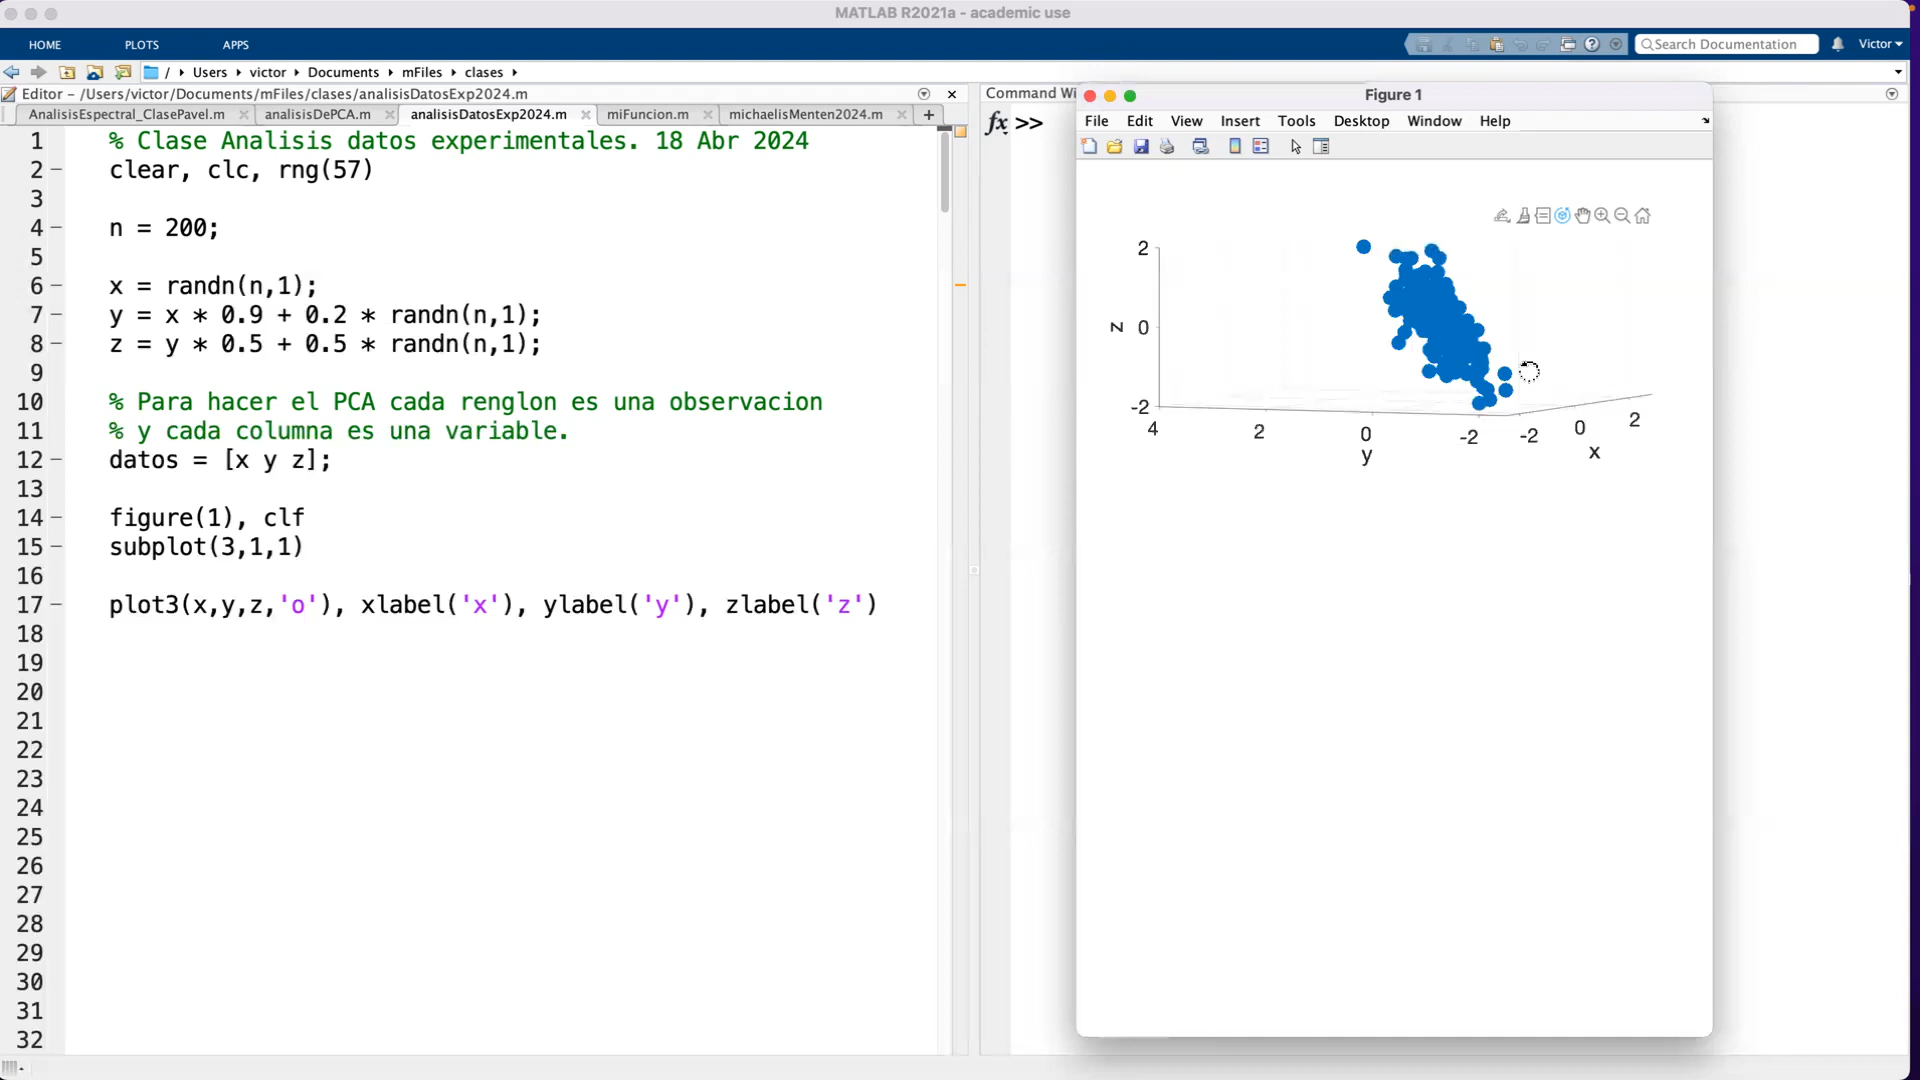 MATLAB R2021a - academic use
HOME PLOTS APPS
Search Documentation
Victor
/ Users victor Documents mFiles clases
Editor - /Users/victor/Documents/mFiles/clases/analisisDatosExp2024.m
AnalisisEspectral_ClasePavel.m analisisDePCA.m analisisDatosExp2024.m miFuncion.m michaelisMenten2024.m +
1 % Clase Analisis datos experimentales. 18 Abr 2024
2 clear, clc, rng(57)
3
4 n = 200;
5
6 x = randn(n,1);
7 y = x * 0.9 + 0.2 * randn(n,1);
8 z = y * 0.5 + 0.5 * randn(n,1);
9
10 % Para hacer el PCA cada renglon es una observacion
11 % y cada columna es una variable.
12 datos = [x y z];
13
14 figure(1), clf
15 subplot(3,1,1)
16
17 plot3(x,y,z,'o'), xlabel('x'), ylabel('y'), zlabel('z')
18
19
20
21
22
23
24
25
26
27
28
29
30
31
32
Command Wi
fx >>
Figure 1
File Edit View Insert Tools Desktop Window Help
2
z 0
-2
4 2 0 -2 -2 0 2
y x